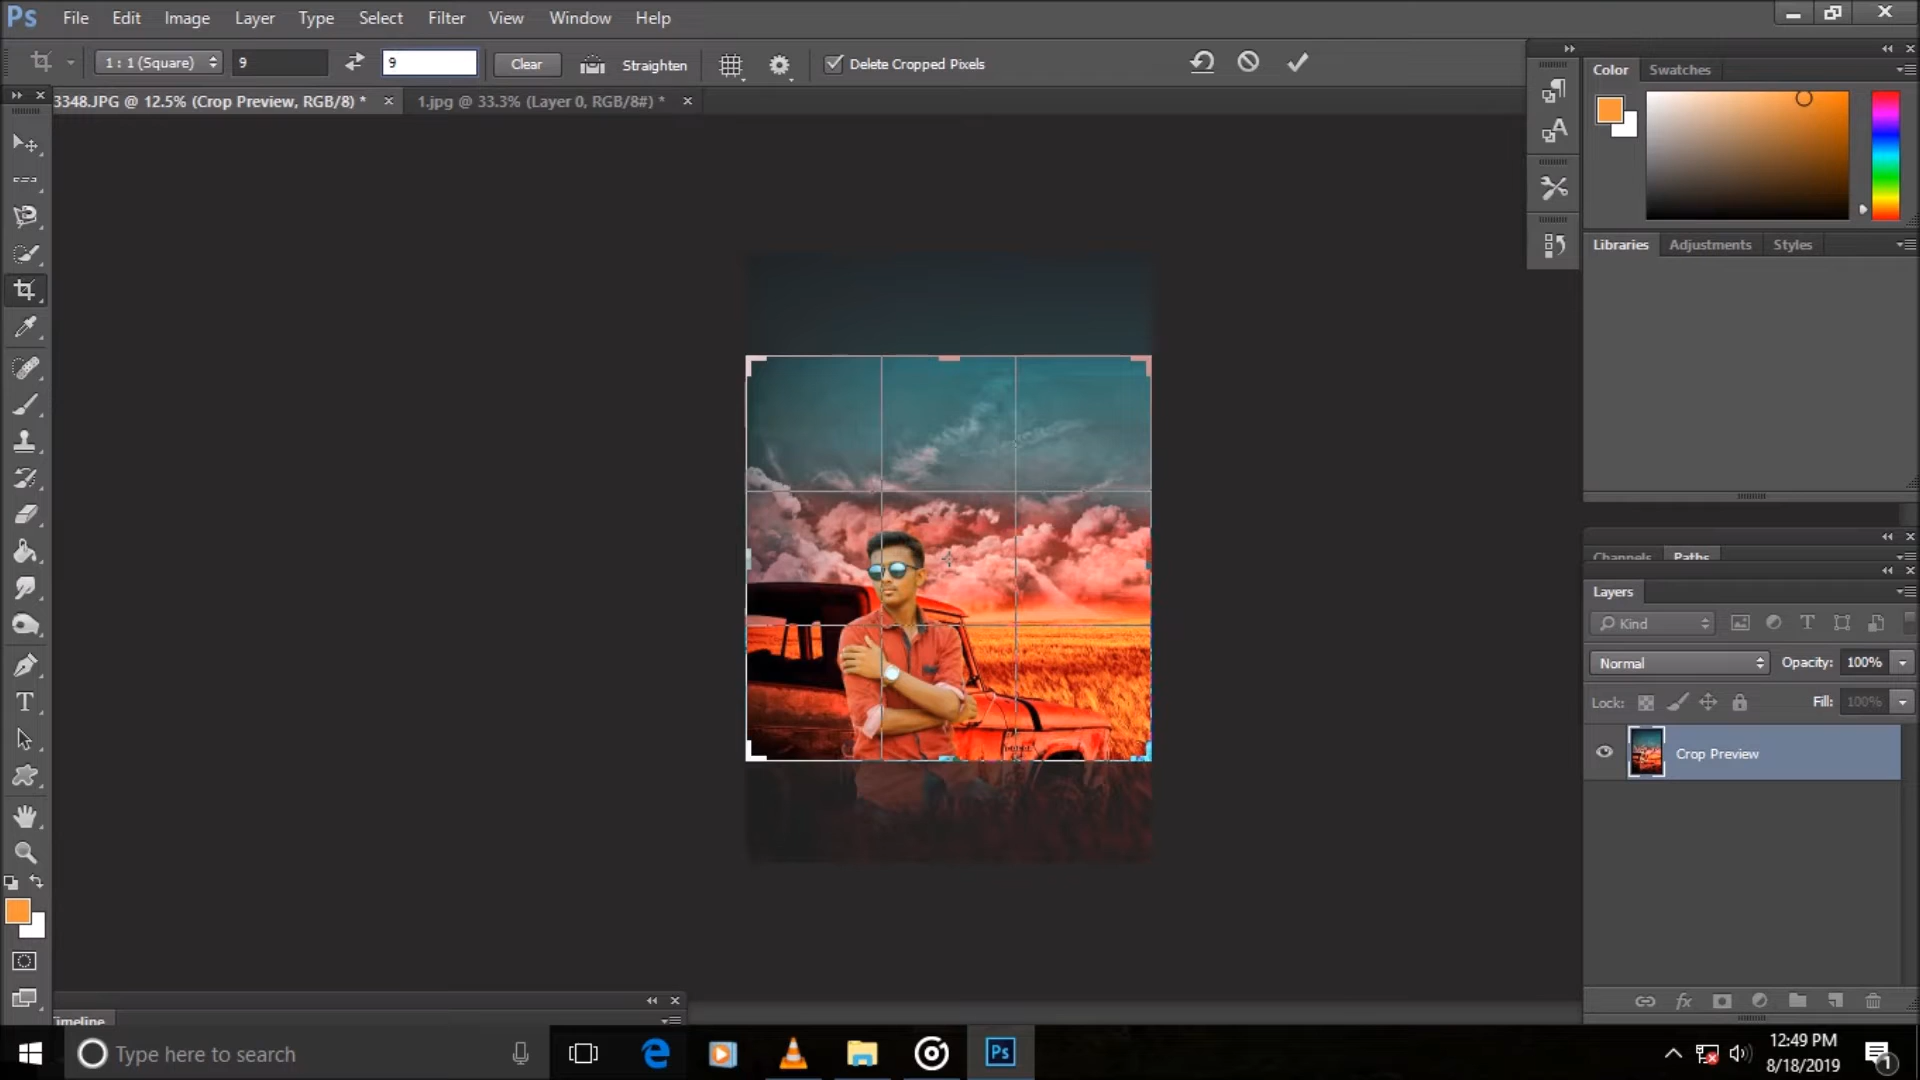 Ps File Edit Image Layer Type Select Filter View Window Help
1 : 1 (Square) 9 9 Clear Straighten Delete Cropped Pixels
3348.JPG @ 12.5% (Crop Preview, RGB/8) * 1.jpg @ 33.3% (Layer 0, RGB/8#) *
Color Swatches
Libraries Adjustments Styles
Channels Paths
Layers
Kind
Normal Opacity: 100%
Lock: Fill: 100%
Crop Preview
imeline
Type here to search
Ps
12:49 PM
8/18/2019
1